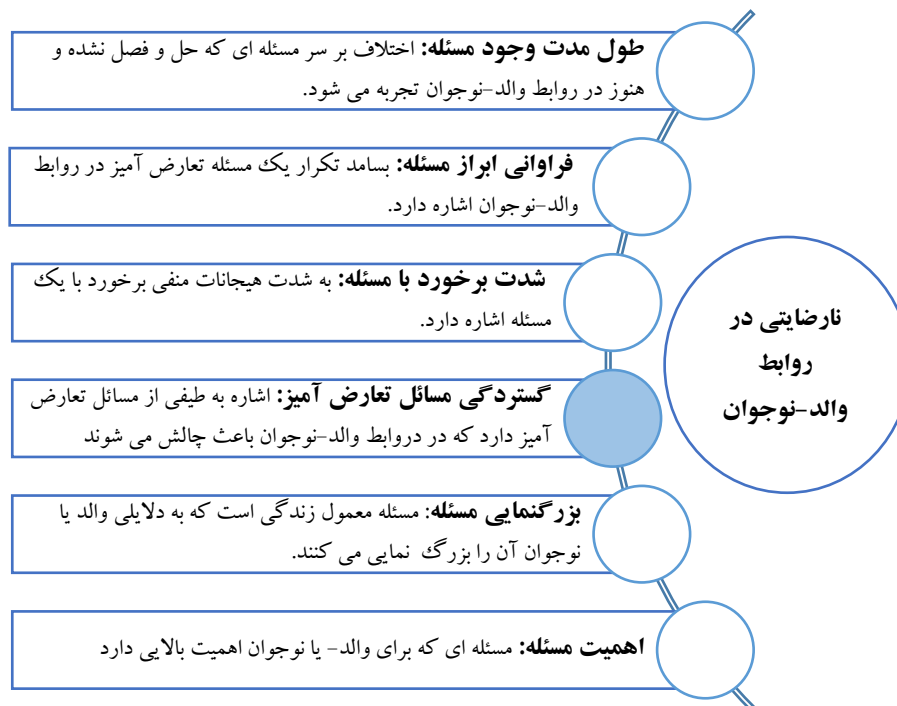 طول مدت وجود مسئله: اختلاف بر سر مسئله ای که حل و فصل نشده و
هنوز در روابط والد-نوجوان تجربه می شود.
فراوانی ابراز مسئله: بسامد تکرار یک مسئله تعارض آمیز در روابط
والد-نوجوان اشاره دارد.
شدت برخورد با مسئله: به شدت هیجانات منفی برخورد با یک
مسئله اشاره دارد.
گستردگی مسائل تعارض آمیز: اشاره به طیفی از مسائل تعارض
آمیز دارد که در دروابط والد-نوجوان باعث چالش می شوند
بزرگنمایی مسئله: مسئله معمول زندگی است که به دلایلی والد یا
نوجوان آن را بزرگ نمایی می کنند.
اهمیت مسئله: مسئله ای که برای والد- یا نوجوان اهمیت بالایی دارد
نارضایتی در
روابط
والد-نوجوان